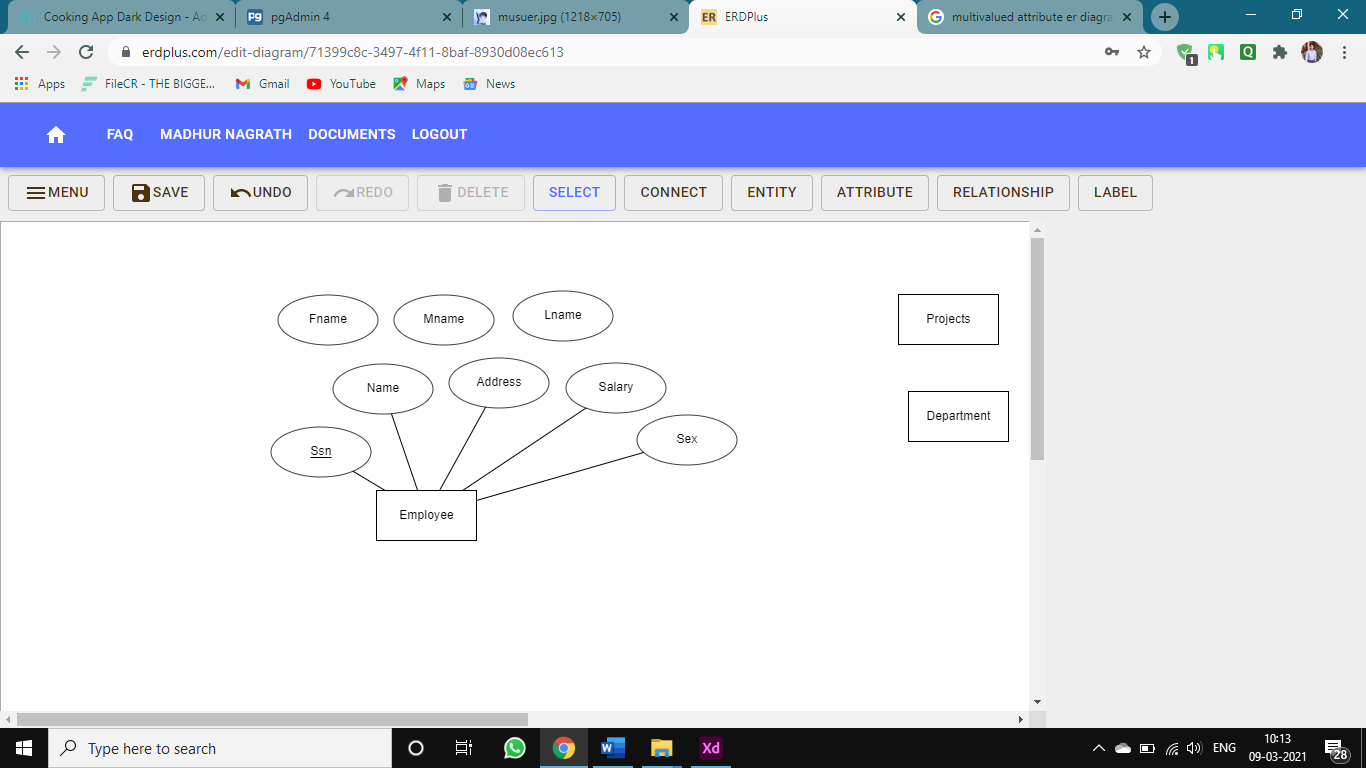 Cooking App Dark Design - Ad
pgAdmin 4
musuer.jpg (1218×705)
ER ERDPlus
multivalued attribute er diagra
erdplus.com/edit-diagram/71399c8c-3497-4f11-8baf-8930d08ec613
1
Apps
FileCR - THE BIGGE...
Gmail
YouTube
Maps
News
FAQ
MADHUR NAGRATH
DOCUMENTS
LOGOUT
MENU
SAVE
UNDO
REDO
DELETE
SELECT
CONNECT
ENTITY
ATTRIBUTE
RELATIONSHIP
LABEL
Fname
Mname
Lname
Projects
Name
Address
Salary
Department
Ssn
Sex
Employee
Type here to search
Xd
ENG
10:13
09-03-2021
28